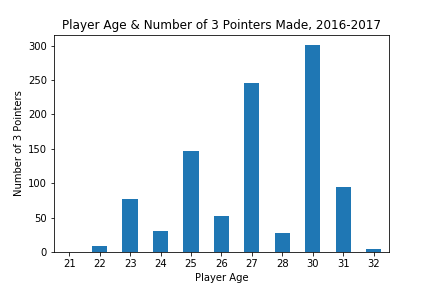 Player Age & Number of 3 Pointers Made, 2016-2017
300
250
200
150
100
50
0
Number of 3 Pointers
21 22 23 24 25 26 27 28 30 31 32
Player Age